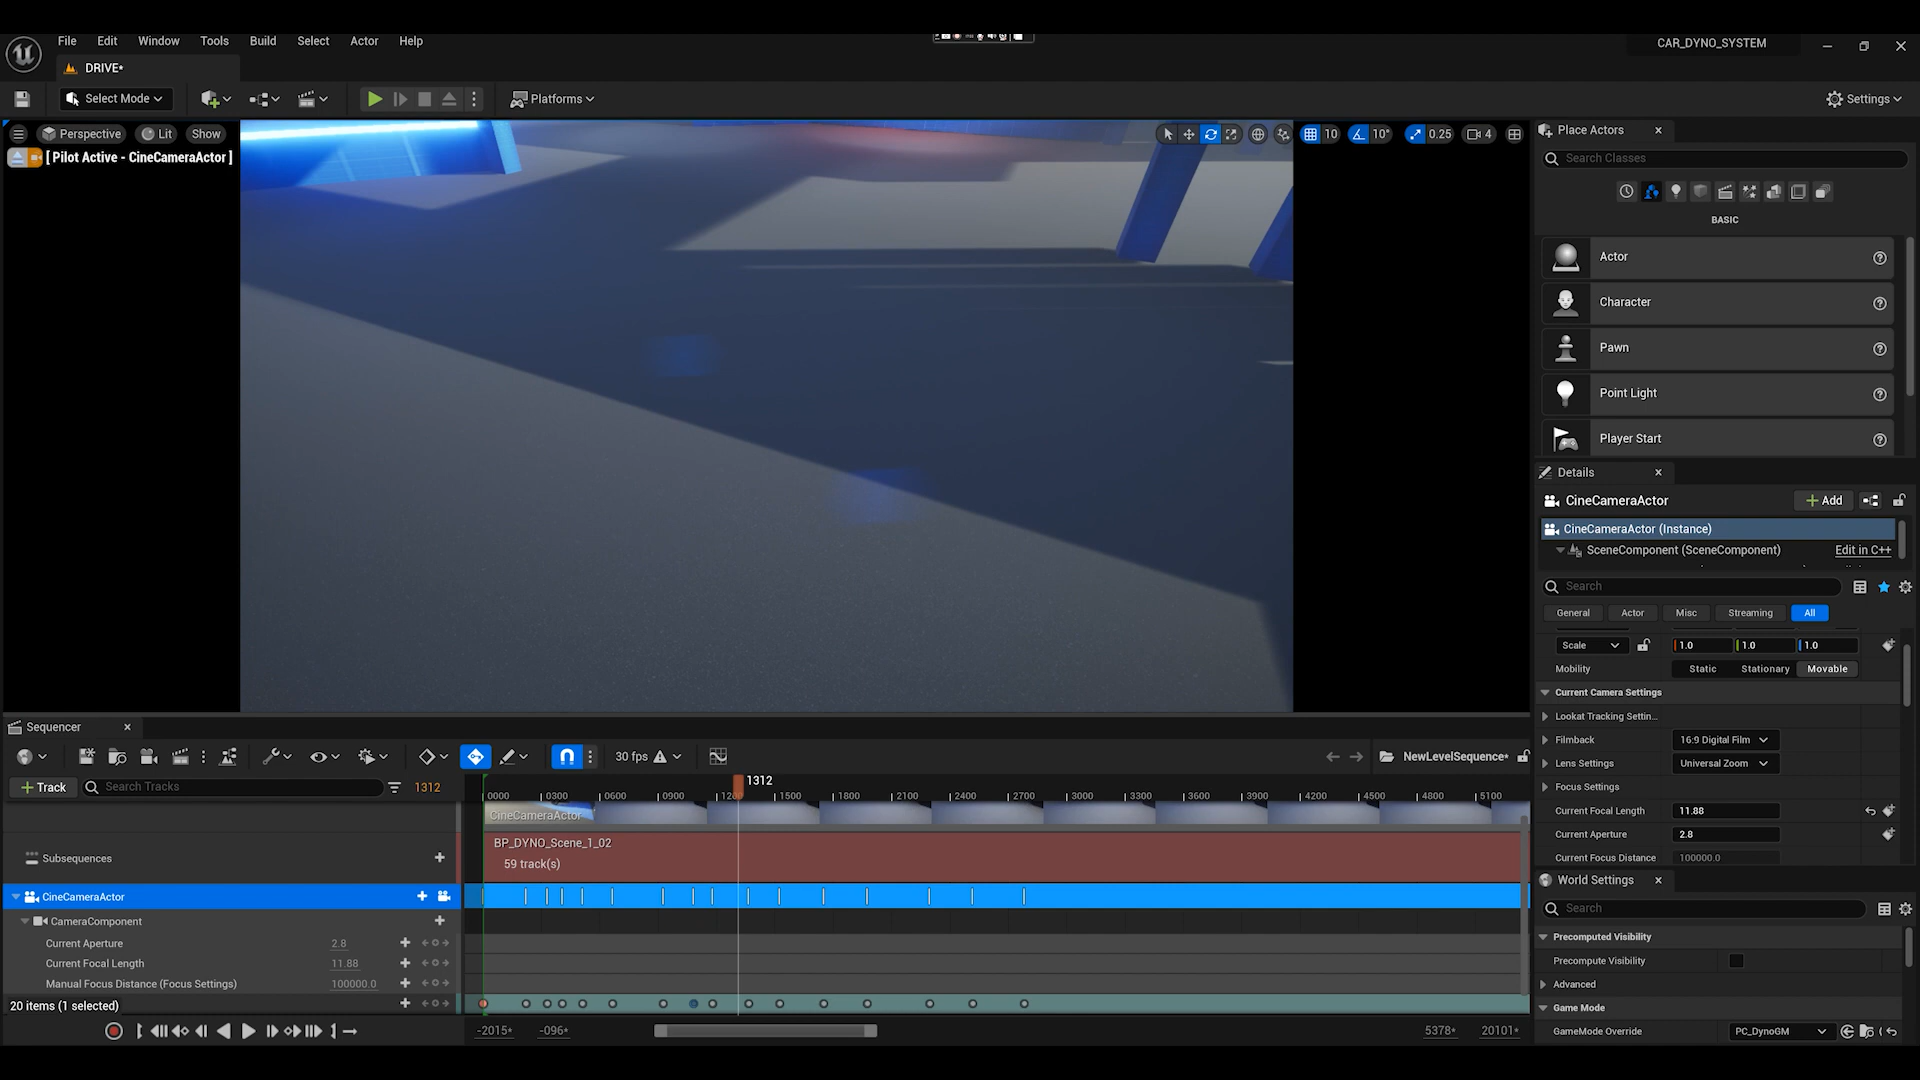 File Edit Window Tools Build Select Actor Help
CAR_DYNO_SYSTEM
DRIVE*
Select Mode
Platforms
Settings
Perspective Lit Show
10 10° 0.25 4
[ Pilot Active - CineCameraActor ]
Place Actors
Search Classes
BASIC
Actor
Character
Pawn
Point Light
Player Start
Details
CineCameraActor
Add
CineCameraActor (Instance)
SceneComponent (SceneComponent)
Edit in C++
Search
General Actor Misc Streaming All
Scale 1.0 1.0 1.0
Mobility Static Stationary Movable
Current Camera Settings
Lookat Tracking Settin...
Filmback 16:9 Digital Film
Lens Settings Universal Zoom
Focus Settings
Current Focal Length 11.88
Current Aperture 2.8
Current Focus Distance 100000.0
World Settings
Search
Precomputed Visibility
Precompute Visibility
Advanced
Game Mode
GameMode Override PC_DynoGM
Sequencer
30 fps
NewLevelSequence*
Track
Search Tracks
1312
1312
0000 0300 0600 0900 1500 1800 2100 2400 2700 3000 3300 3600 3900 4200 4500 4800 5100
CineCameraActor
BP_DYNO_Scene_1_02
59 track(s)
Subsequences
CineCameraActor
CameraComponent
Current Aperture 2.8
Current Focal Length 11.88
Manual Focus Distance (Focus Settings) 100000.0
20 items (1 selected)
-2015* -096* 5378* 20101*